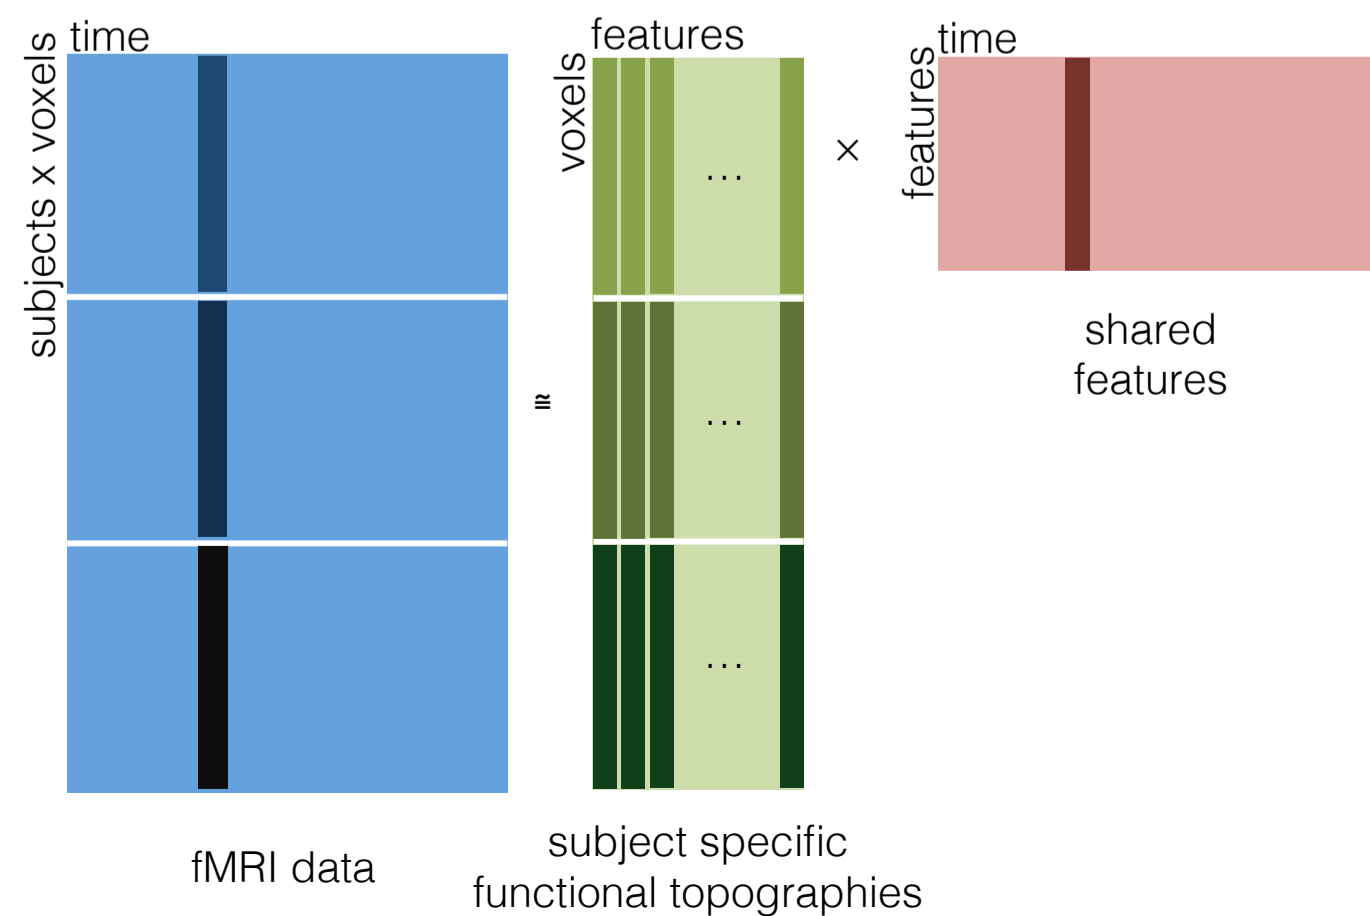 time
subjects x voxels
fMRI data
≅
features
voxels
...
...
...
subject specific
functional topographies
×
time
features
shared
features